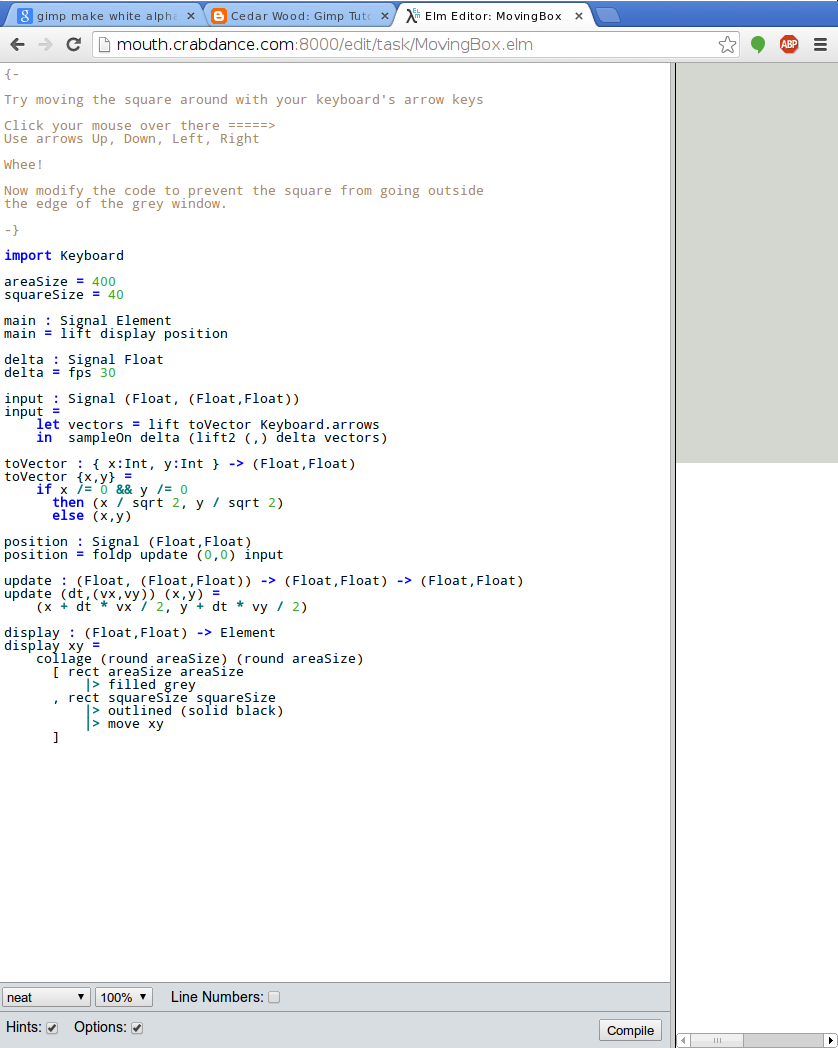 gimp make white alpha
Cedar Wood: Gimp Tuto
Elm Editor: MovingBox
mouth.crabdance.com:8000/edit/task/MovingBox.elm
ABP
{-
Try moving the square around with your keyboard's arrow keys
Click your mouse over there =====>
Use arrows Up, Down, Left, Right
Whee!
Now modify the code to prevent the square from going outside
the edge of the grey window.
-}
import Keyboard
areaSize = 400
squareSize = 40
main : Signal Element
main = lift display position
delta : Signal Float
delta = fps 30
input : Signal (Float, (Float,Float))
input =
    let vectors = lift toVector Keyboard.arrows
    in  sampleOn delta (lift2 (,) delta vectors)
toVector : { x:Int, y:Int } -> (Float,Float)
toVector {x,y} =
    if x /= 0 && y /= 0
      then (x / sqrt 2, y / sqrt 2)
      else (x,y)
position : Signal (Float,Float)
position = foldp update (0,0) input
update : (Float, (Float,Float)) -> (Float,Float) -> (Float,Float)
update (dt,(vx,vy)) (x,y) =
    (x + dt * vx / 2, y + dt * vy / 2)
display : (Float,Float) -> Element
display xy =
    collage (round areaSize) (round areaSize)
      [ rect areaSize areaSize
          |> filled grey
      , rect squareSize squareSize
          |> outlined (solid black)
          |> move xy
      ]
neat
100%
Line Numbers:
Hints:
Options:
Compile